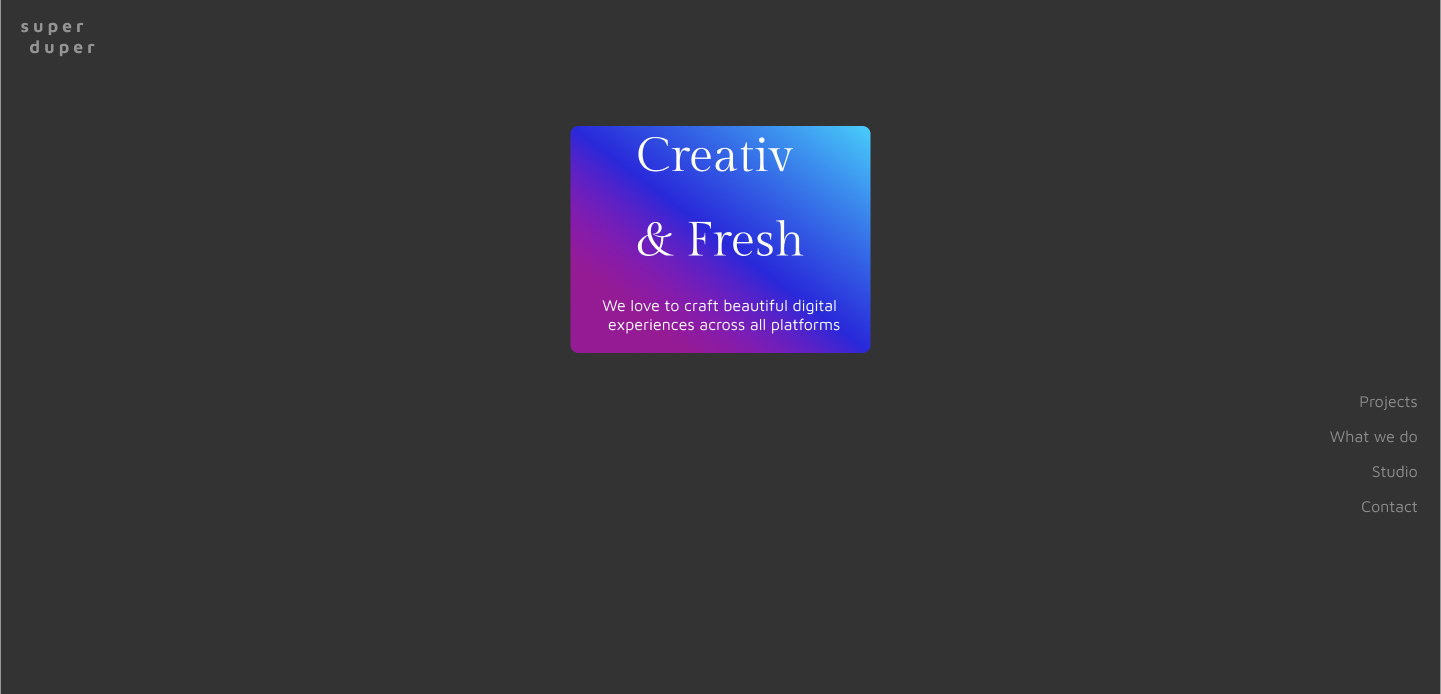 super
duper
Creativ
& Fresh
We love to craft beautiful digital
experiences across all platforms
Projects
What we do
Studio
Contact